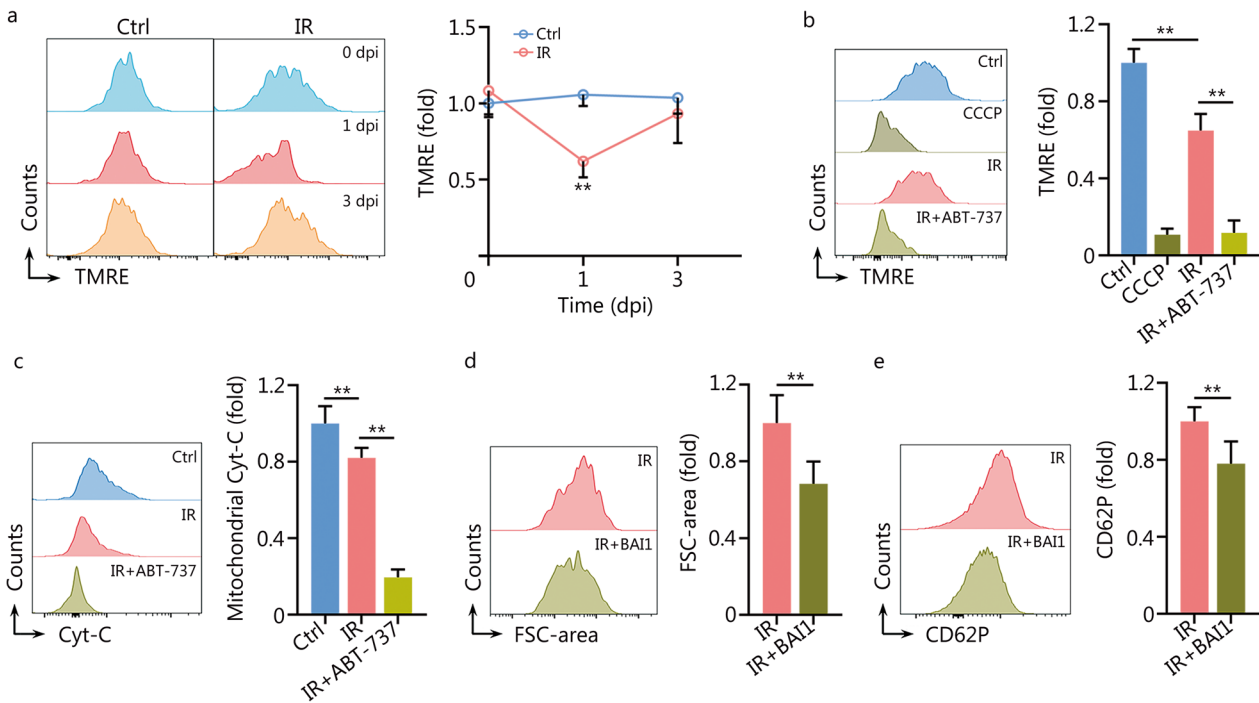 a
Ctrl
IR
0 dpi
1 dpi
3 dpi
Counts
TMRE
1.5
1.0
0.5
0
TMRE (fold)
Ctrl
IR
**
1
3
Time (dpi)
b
Ctrl
CCCP
IR
IR+ABT-737
Counts
TMRE
1.2
0.8
0.4
0
TMRE (fold)
**
**
Ctrl
CCCP
IR
IR+ABT-737
c
Ctrl
IR
IR+ABT-737
Counts
Cyt-C
1.2
0.8
0.4
0
Mitochondrial Cyt-C (fold)
**
**
Ctrl
IR
IR+ABT-737
d
IR
IR+BAI1
Counts
FSC-area
1.2
0.8
0.4
0
FSC-area (fold)
**
IR
IR+BAI1
e
IR
IR+BAI1
Counts
CD62P
1.2
0.8
0.4
0
CD62P (fold)
**
IR
IR+BAI1